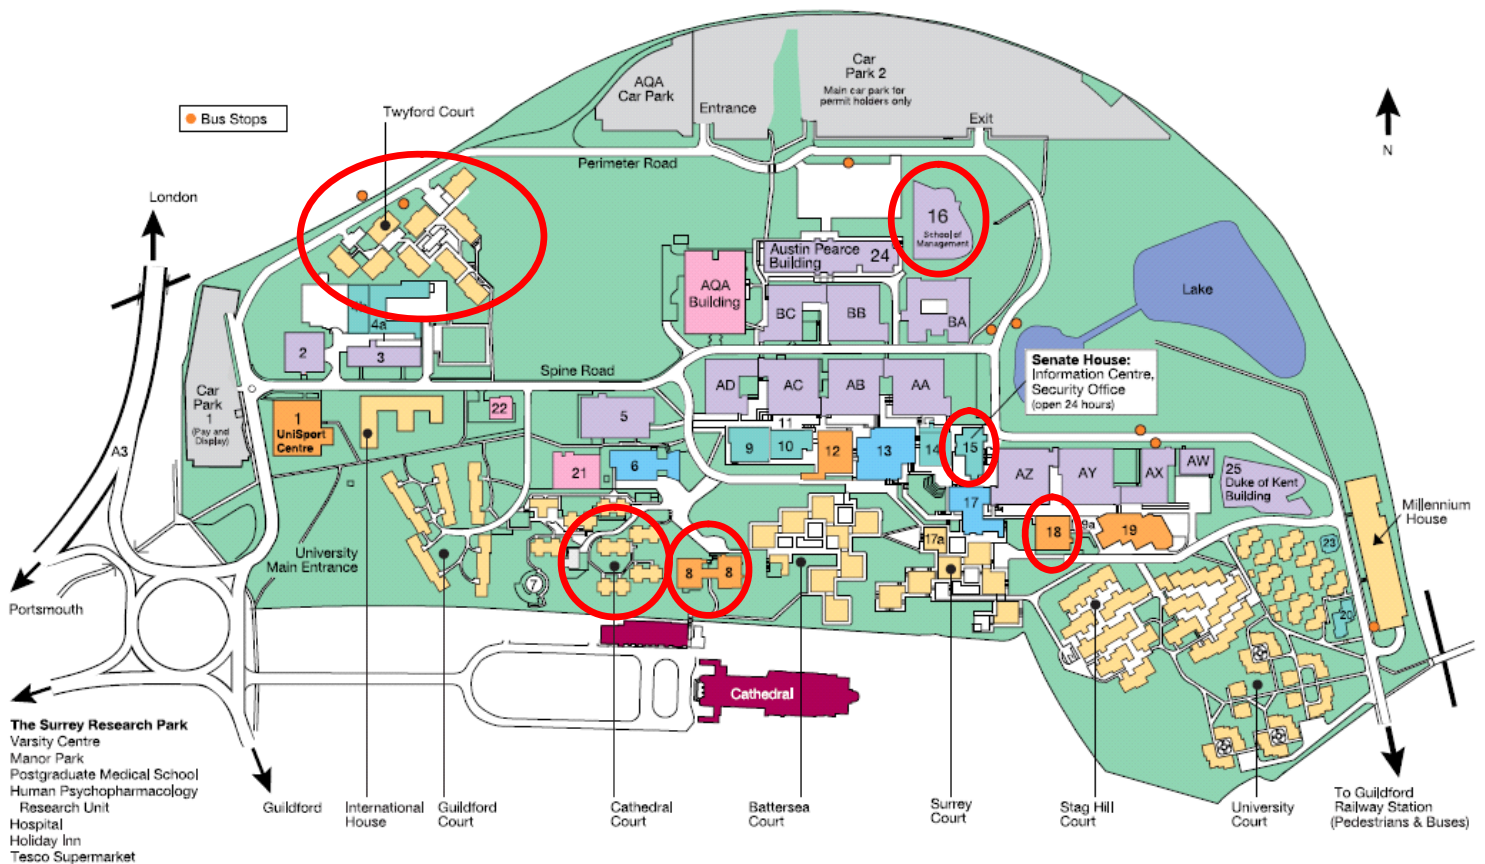 AQA
Car Park
Car
Park 2
Main car park for
permit holders only
Entrance
Exit
Twyford Court
Bus Stops
Perimeter Road
N
London
16
School of
Management
Austin Pearce
Building
24
AQA
Building
BC
BB
BA
Lake
4a
2
3
Spine Road
Senate House:
Information Centre,
Security Office
(open 24 hours)
AD
AC
AB
AA
Car
Park
1
(Pay and
Display)
1
UniSport
Centre
22
5
11
9
10
12
13
14
15
A3
21
6
AZ
AY
AX
AW
25
Duke of Kent
Building
17
17a
18
19
Millennium
House
23
20
University
Main Entrance
7
8
8
Portsmouth
Cathedral
The Surrey Research Park
Varsity Centre
Manor Park
Postgraduate Medical School
Human Psychopharmacology
Research Unit
Hospital
Holiday Inn
Tesco Supermarket
Guildford
International
House
Guildford
Court
Cathedral
Court
Battersea
Court
Surrey
Court
Stag Hill
Court
University
Court
To Guildford
Railway Station
(Pedestrians & Buses)